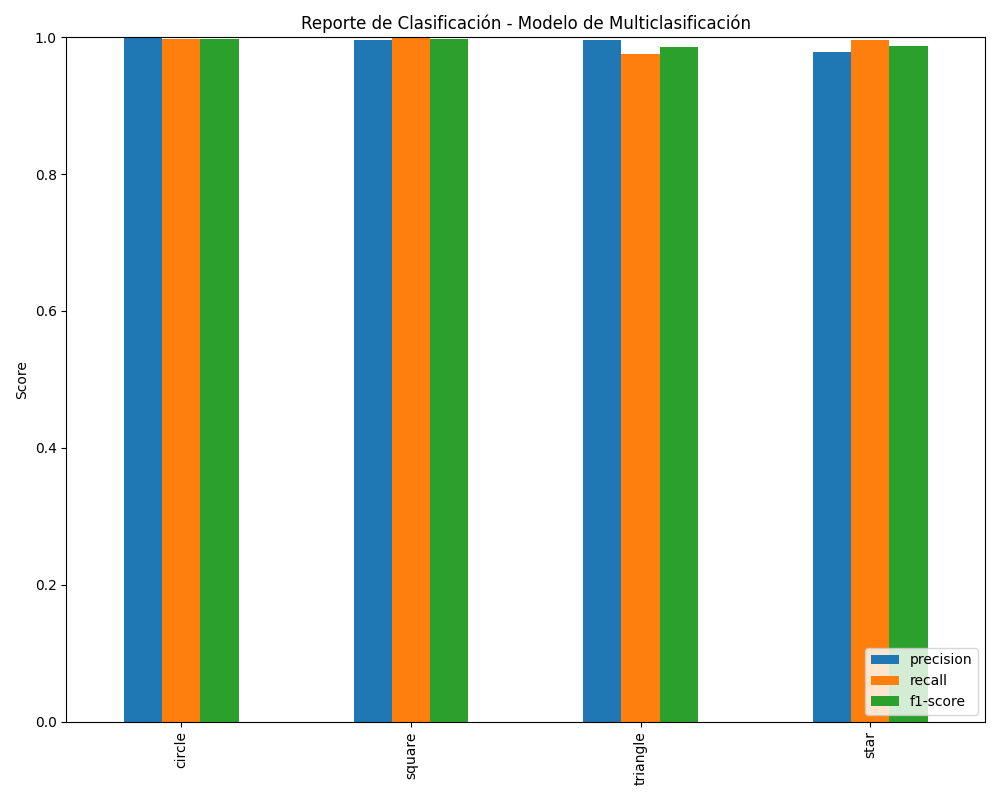 Reporte de Clasificación - Modelo de Multiclasificación
1.0
0.8
0.6
0.4
0.2
0.0
Score
circle
square
triangle
star
precision
recall
f1-score